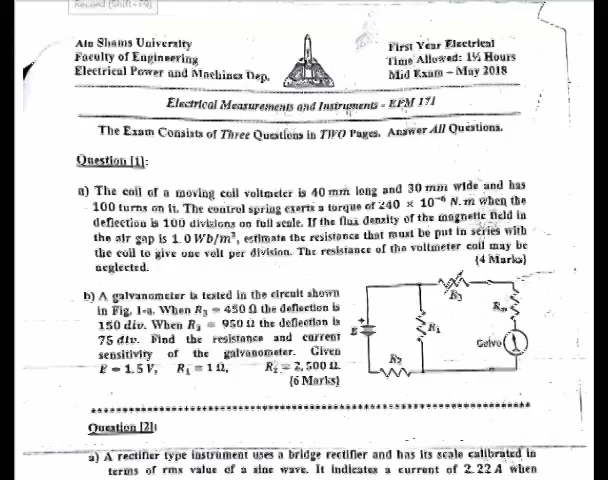 Record (Shift+F9)
Ain Shams University
Faculty of Engineering
Electrical Power and Machines Dep.
First Year Electrical
Time Allowed: 1½ Hours
Mid Exam – May 2018
Electrical Measurements and Instruments - EPM 171
The Exam Consists of Three Questions in TWO Pages. Answer All Questions.
Question [1]:
a) The coil of a moving coil voltmeter is 40 mm long and 30 mm wide and has
100 turns on it. The control spring exerts a torque of 240 × 10⁻⁶ N.m when the
deflection is 100 divisions on full scale. If the flux density of the magnetic field in
the air gap is 1.0 Wb/m², estimate the resistance that must be put in series with
the coil to give one volt per division. The resistance of the voltmeter coil may be
neglected.
{4 Marks}
b) A galvanometer is tested in the circuit shown
in Fig. 1-a. When R₃ = 450 Ω the deflection is
150 div. When R₃ = 950 Ω the deflection is
75 div. Find the resistance and current
sensitivity of the galvanometer. Given
E = 1.5 V, R₁ = 1 Ω, R₂ = 2,500 Ω.
{6 Marks}
R₃
Rₘ
E
R₁
Galvo
R₂
Question [2]:
a) A rectifier type instrument uses a bridge rectifier and has its scale calibrated in
terms of rms value of a sine wave. It indicates a current of 2.22 A when